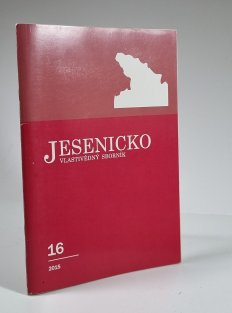 JESENICKO
VLASTIVĚDNÝ SBORNÍK
16
2015